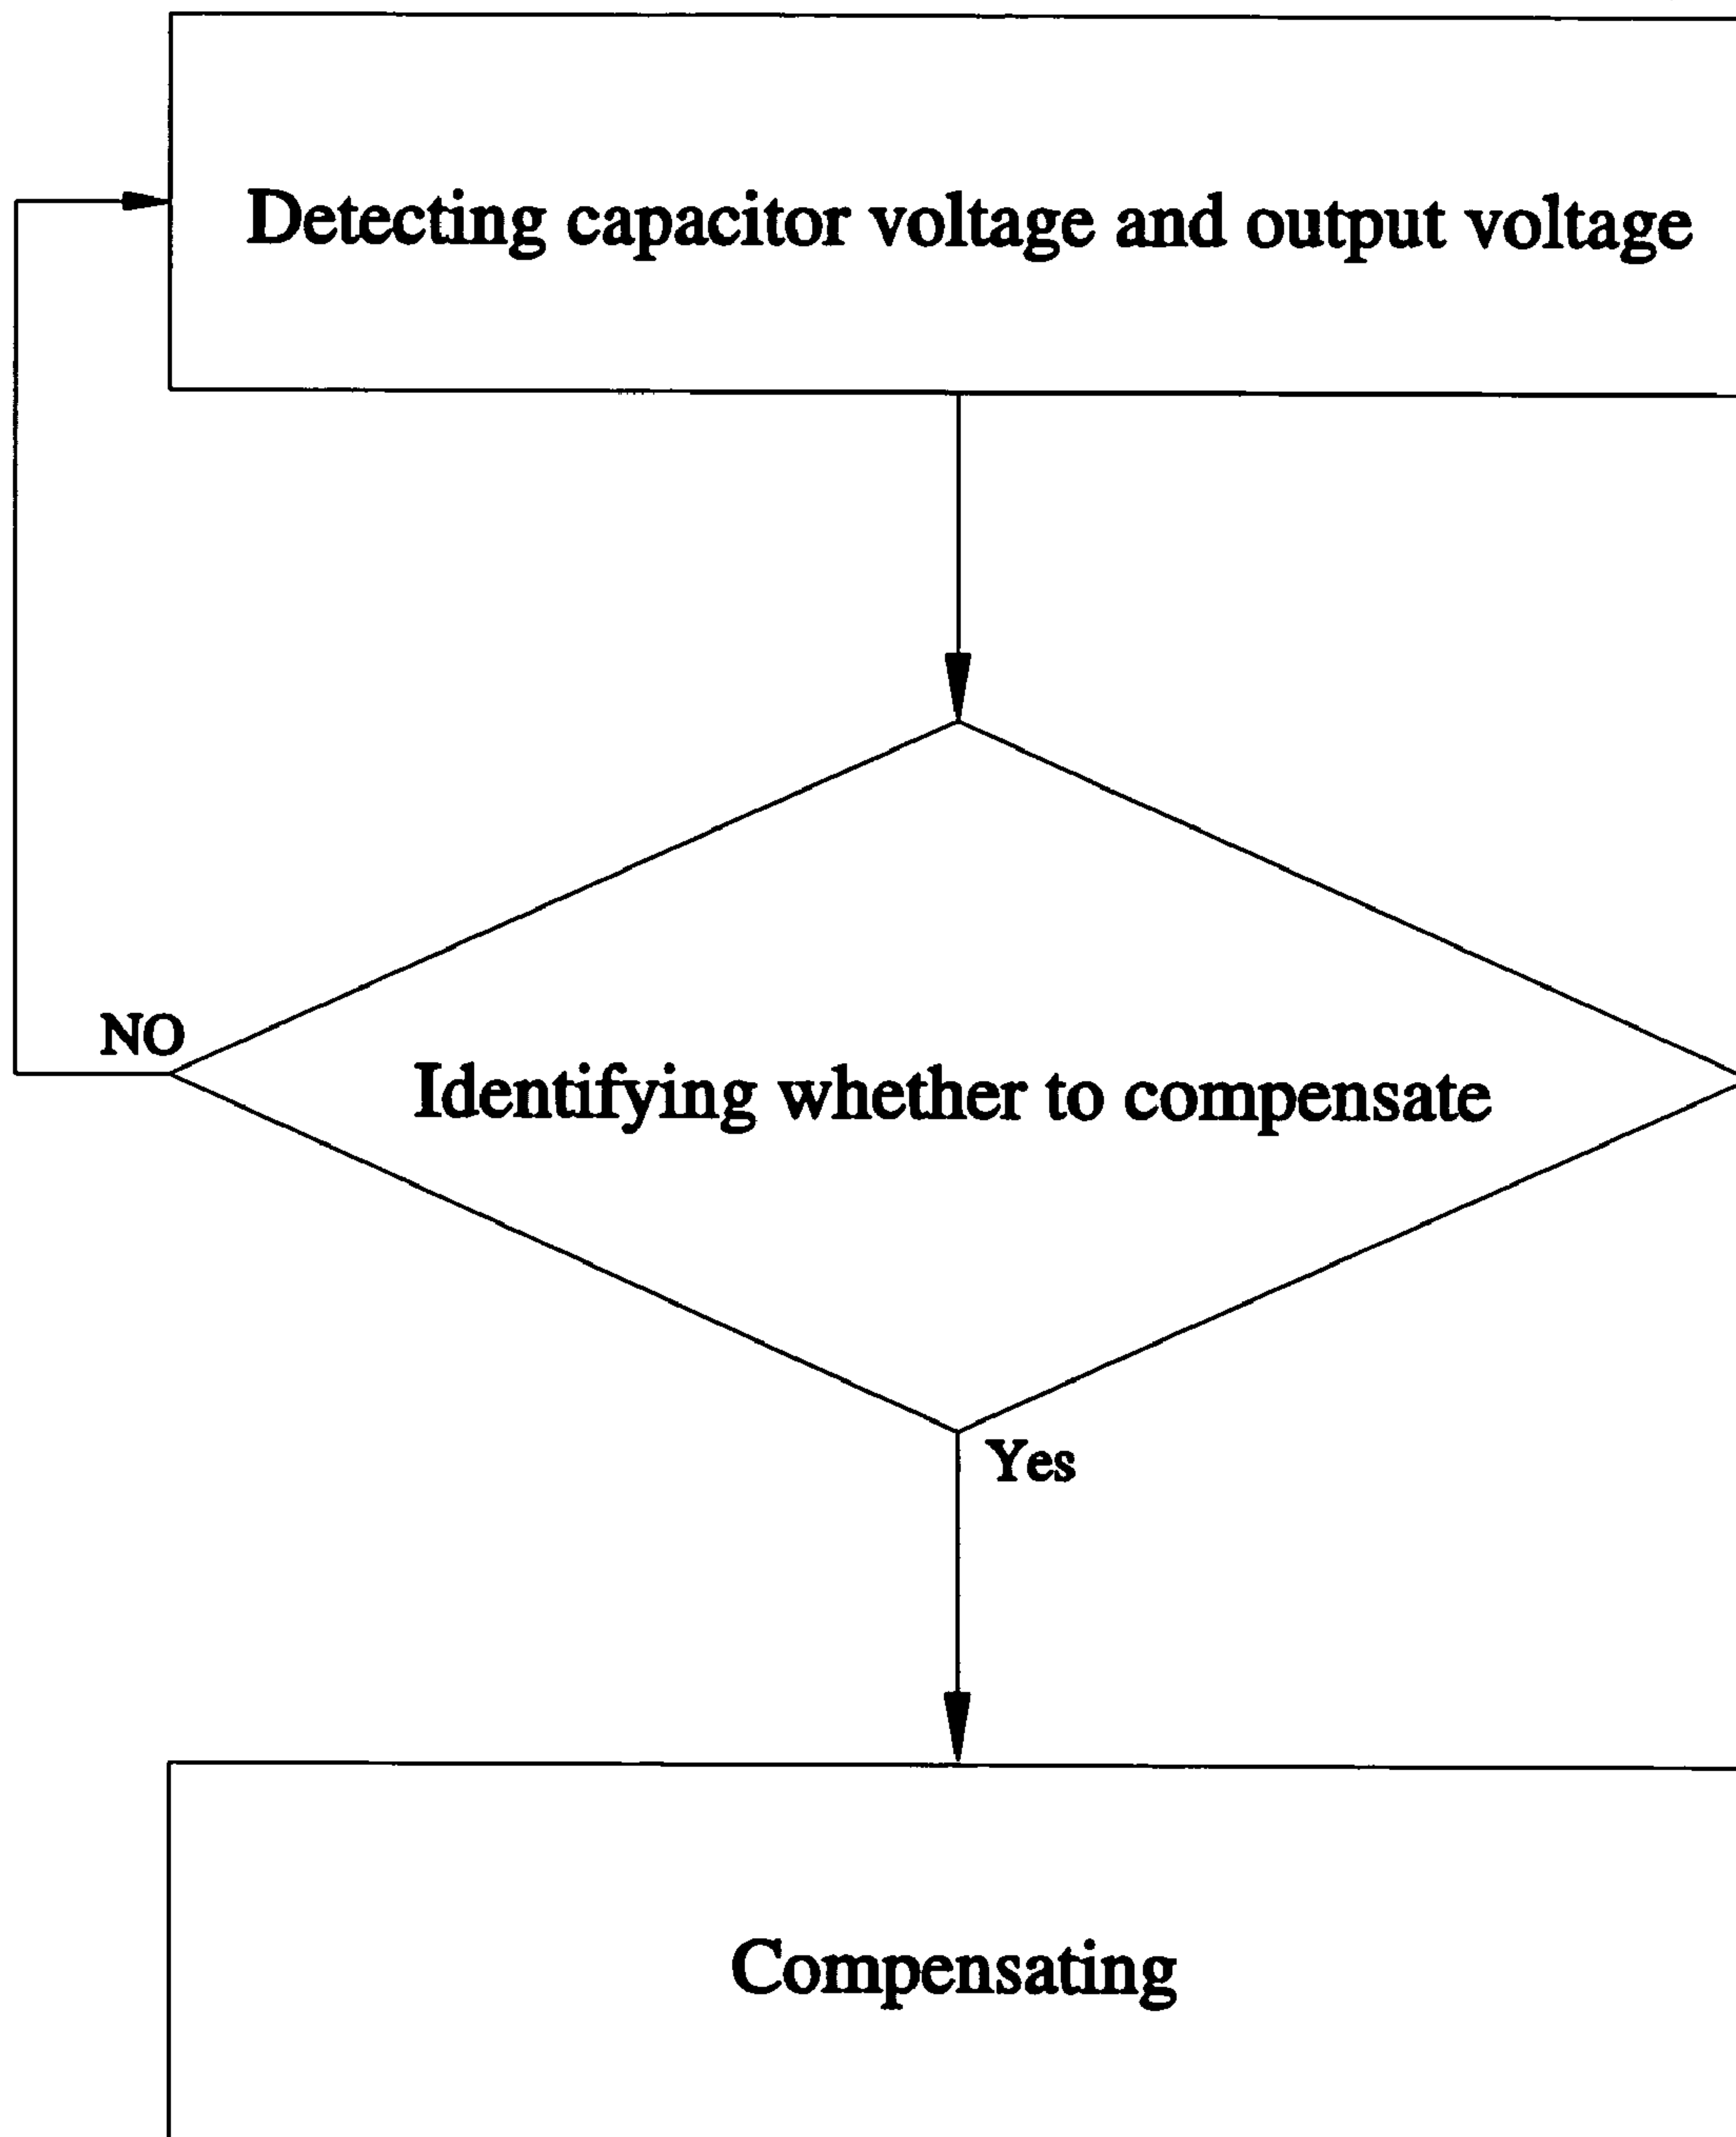 Detecting capacitor voltage and output voltage
NO
Identifying whether to compensate
Yes
Compensating